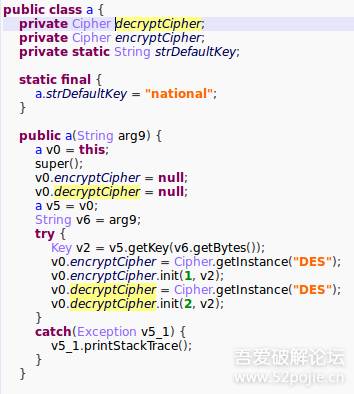 public class a {
    private Cipher decryptCipher;
    private Cipher encryptCipher;
    private static String strDefaultKey;

    static final {
        a.strDefaultKey = "national";
    }

    public a(String arg9) {
        a v0 = this;
        super();
        v0.encryptCipher = null;
        v0.decryptCipher = null;
        a v5 = v0;
        String v6 = arg9;
        try {
            Key v2 = v5.getKey(v6.getBytes());
            v0.encryptCipher = Cipher.getInstance("DES");
            v0.encryptCipher.init(1, v2);
            v0.decryptCipher = Cipher.getInstance("DES");
            v0.decryptCipher.init(2, v2);
        }
        catch(Exception v5_1) {
            v5_1.printStackTrace();
        }
    }
吾爱破解论坛
www.52pojie.cn